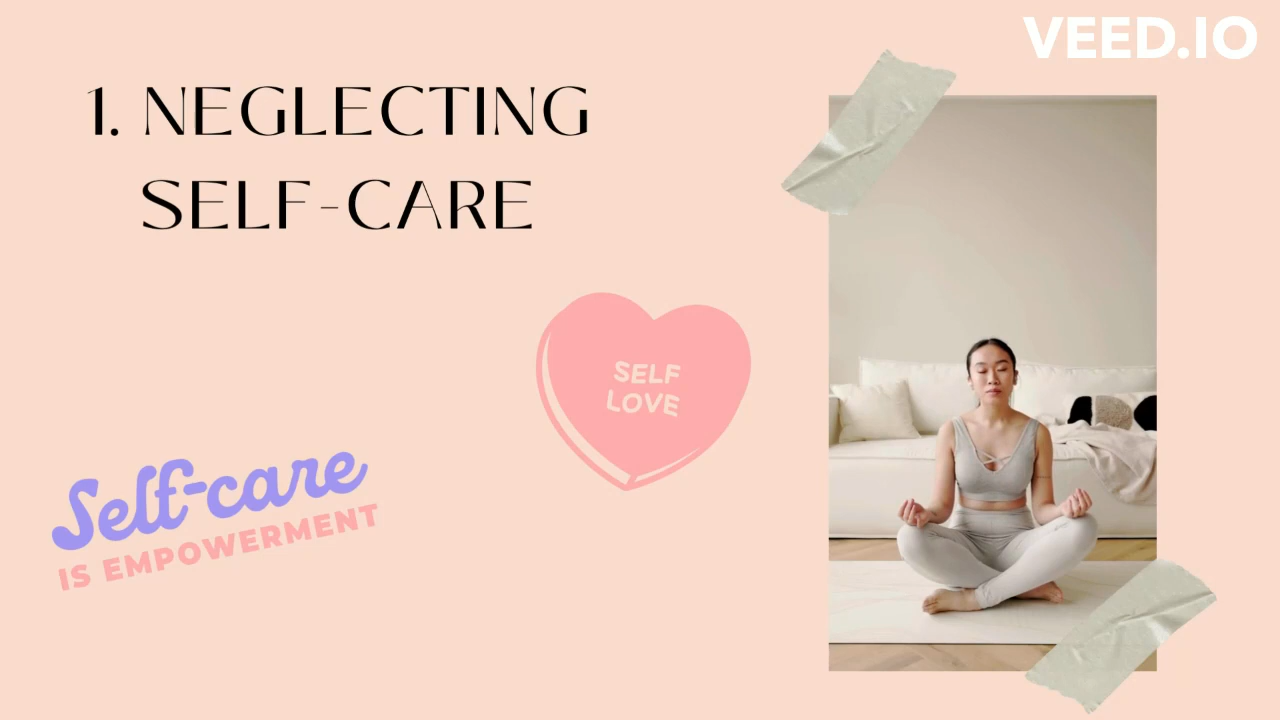 VEED.IO
1. NEGLECTING
SELF-CARE
SELF
LOVE
Self-care
IS EMPOWERMENT